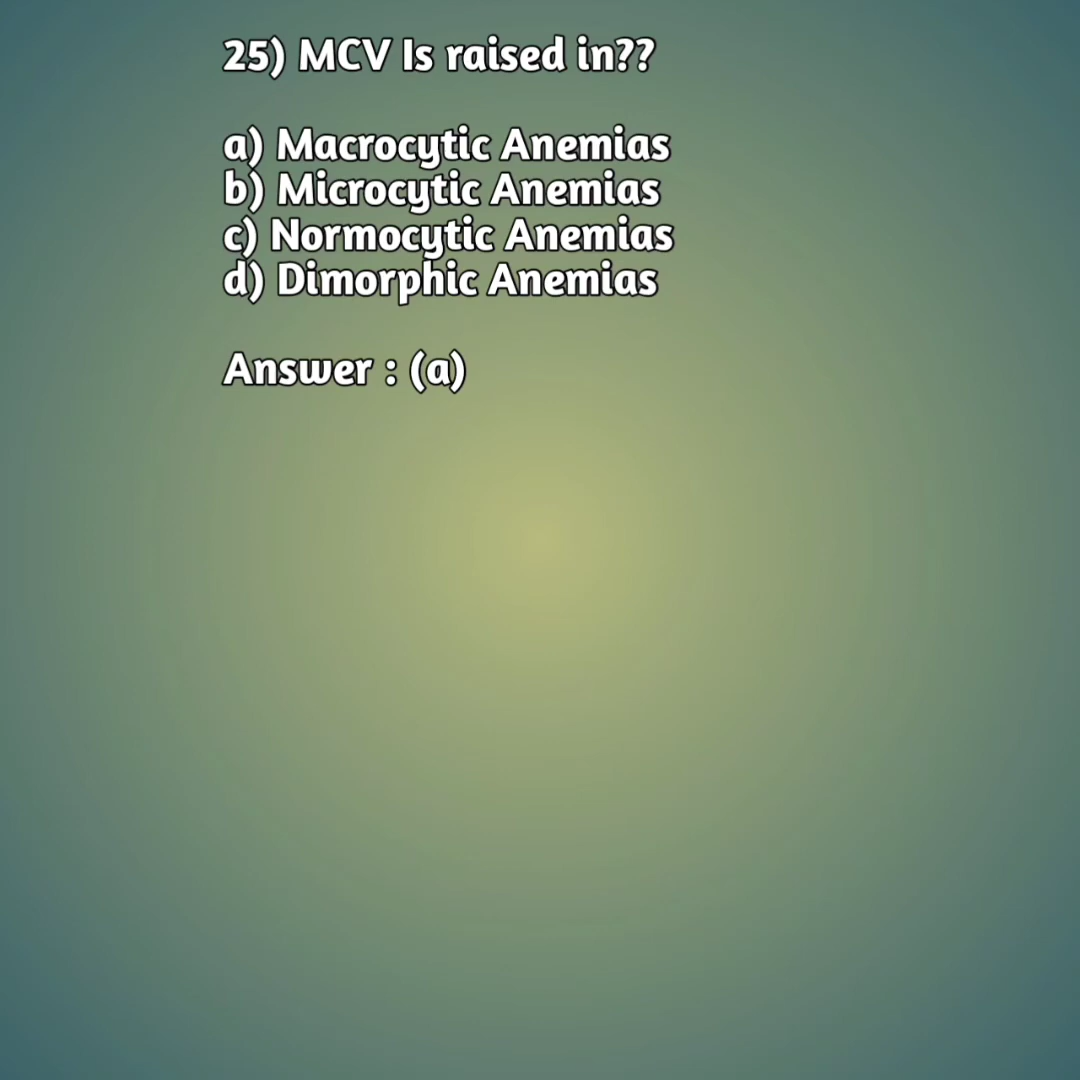 25) MCV Is raised in??
a) Macrocytic Anemias
b) Microcytic Anemias
c) Normocytic Anemias
d) Dimorphic Anemias
Answer : (a)